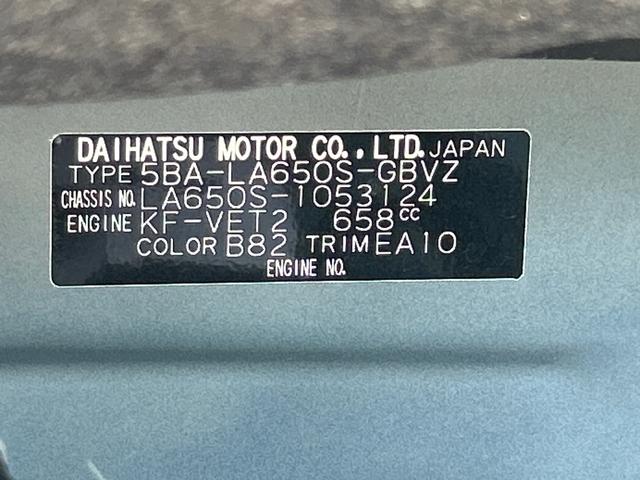 DAIHATSU MOTOR CO., LTD. JAPAN
TYPE 5BA-LA650S-GBVZ
CHASSIS NO. LA650S-1053124
ENGINE KF-VET2 658CC
COLOR B82 TRIM EA10
ENGINE NO.